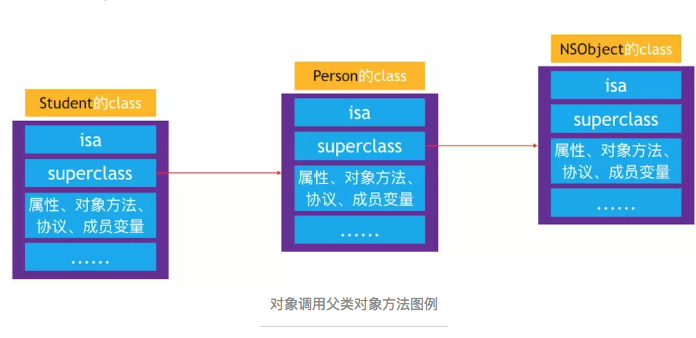 Student的class
isa
superclass
属性、对象方法、
协议、成员变量
......
Person的class
isa
superclass
属性、对象方法、
协议、成员变量
......
NSObject的class
isa
superclass
属性、对象方法、
协议、成员变量
......
对象调用父类对象方法图例